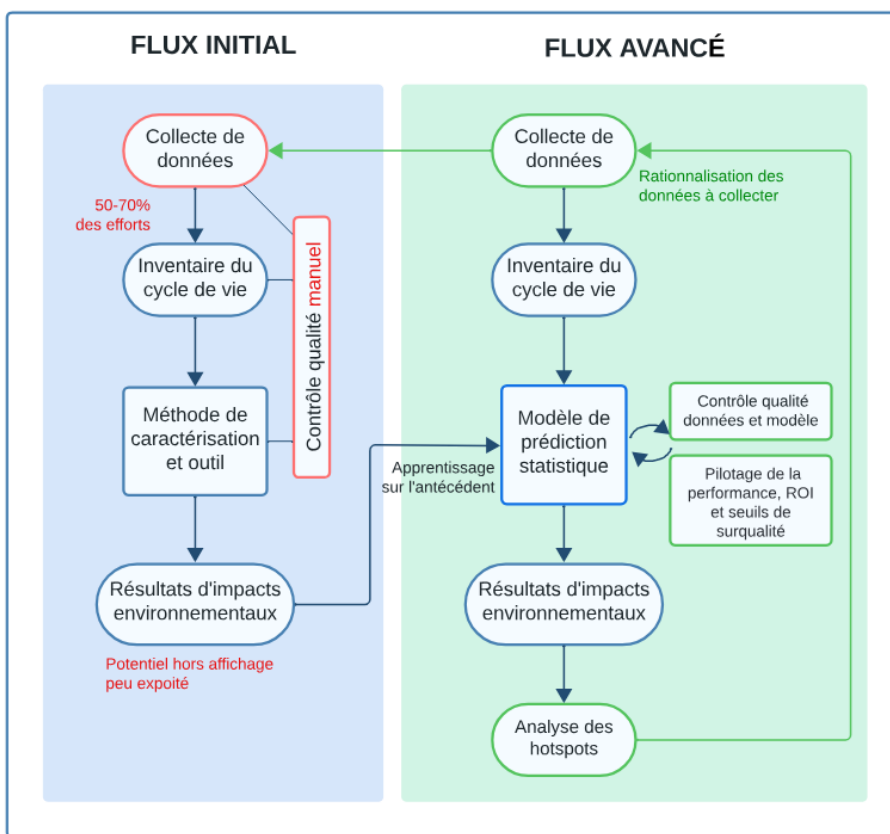 FLUX INITIAL
Collecte de
données
50-70%
des efforts
Inventaire du
cycle de vie
Contrôle qualité manuel
Méthode de
caractérisation
et outil
Résultats d'impacts
environnementaux
Potentiel hors affichage
peu expoité
FLUX AVANCÉ
Collecte de
données
Rationnalisation des
données à collecter
Inventaire du
cycle de vie
Apprentissage
sur l'antécédent
Modèle de
prédiction
statistique
Contrôle qualité
données et modèle
Pilotage de la
performance, ROI
et seuils de
surqualité
Résultats d'impacts
environnementaux
Analyse des
hotspots